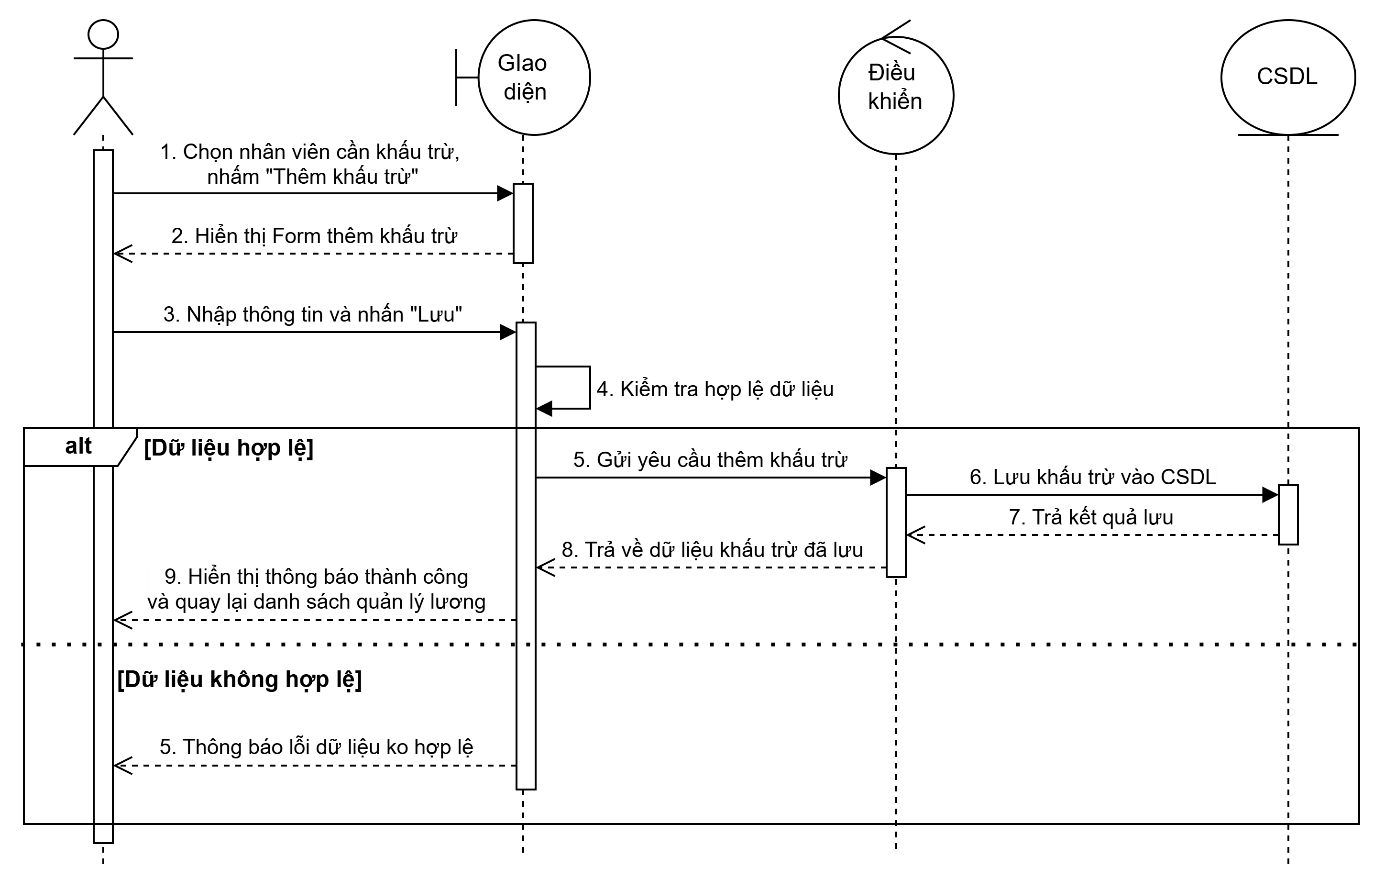 GIao
diện
Điều
khiển
CSDL
1. Chọn nhân viên cần khấu trừ,
nhấm "Thêm khấu trừ"
2. Hiển thị Form thêm khấu trừ
3. Nhập thông tin và nhấn "Lưu"
4. Kiểm tra hợp lệ dữ liệu
alt
[Dữ liệu hợp lệ]
5. Gửi yêu cầu thêm khấu trừ
6. Lưu khấu trừ vào CSDL
7. Trả kết quả lưu
8. Trả về dữ liệu khấu trừ đã lưu
9. Hiển thị thông báo thành công
và quay lại danh sách quản lý lương
[Dữ liệu không hợp lệ]
5. Thông báo lỗi dữ liệu ko hợp lệ